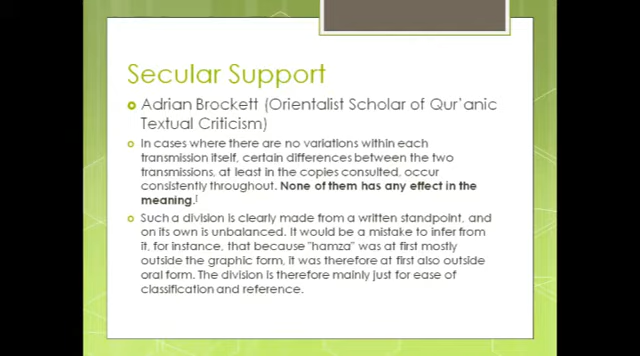 Secular Support
Adrian Brockett (Orientalist Scholar of Qur'anic
Textual Criticism)
In cases where there are no variations within each
transmission itself, certain differences between the two
transmissions, at least in the copies consulted, occur
consistently throughout. None of them has any effect in the
meaning.¹
Such a division is clearly made from a written standpoint, and
on its own is unbalanced. It would be a mistake to infer from
it, for instance, that because "hamza" was at first mostly
outside the graphic form, it was therefore at first also outside
oral form. The division is therefore mainly just for ease of
classification and reference.